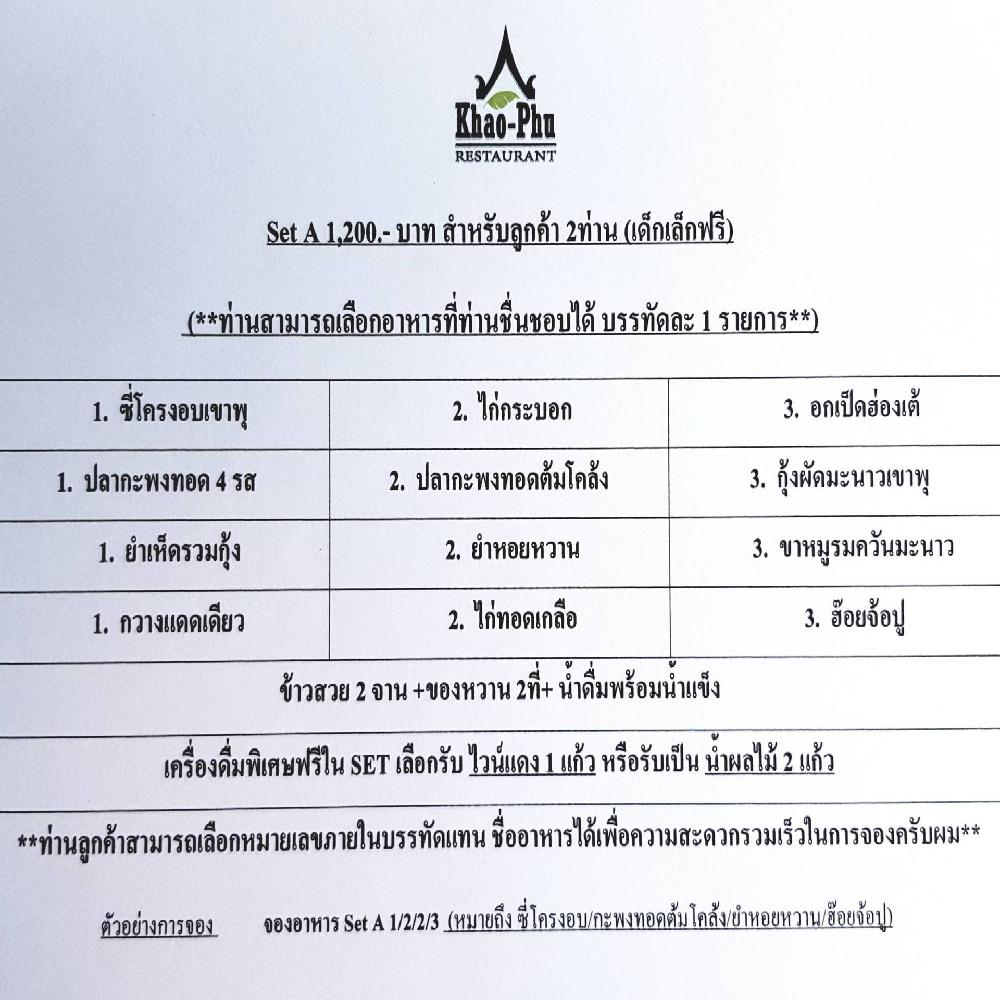 Khao-Phu
RESTAURANT
Set A 1,200.- บาท สำหรับลูกค้า 2ท่าน (เด็กเล็กฟรี)
(**ท่านสามารถเลือกอาหารที่ท่านชื่นชอบได้ บรรทัดละ 1 รายการ**)
1. ซี่โครงอบเขาพุ 2. ไก่กระบอก 3. อกเป็ดฮ่องเต้
1. ปลากะพงทอด 4 รส 2. ปลากะพงทอดต้มโคล้ง 3. กุ้งผัดมะนาวเขาพุ
1. ยำเห็ดรวมกุ้ง 2. ยำหอยหวาน 3. ขาหมูรมควันมะนาว
1. กวางแดดเดียว 2. ไก่ทอดเกลือ 3. ฮ๊อยจ้อปู
ข้าวสวย 2 จาน +ของหวาน 2ที่+ น้ำดื่มพร้อมน้ำแข็ง
เครื่องดื่มพิเศษฟรีใน SET เลือกรับ ไวน์แดง 1 แก้ว หรือรับเป็น น้ำผลไม้ 2 แก้ว
**ท่านลูกค้าสามารถเลือกหมายเลขภายในบรรทัดแทน ชื่ออาหารได้เพื่อความสะดวกรวมเร็วในการจองครับผม**
ตัวอย่างการจอง จองอาหาร Set A 1/2/2/3 (หมายถึง ซี่โครงอบ/กะพงทอดต้มโคล้ง/ยำหอยหวาน/ฮ๊อยจ้อปู)